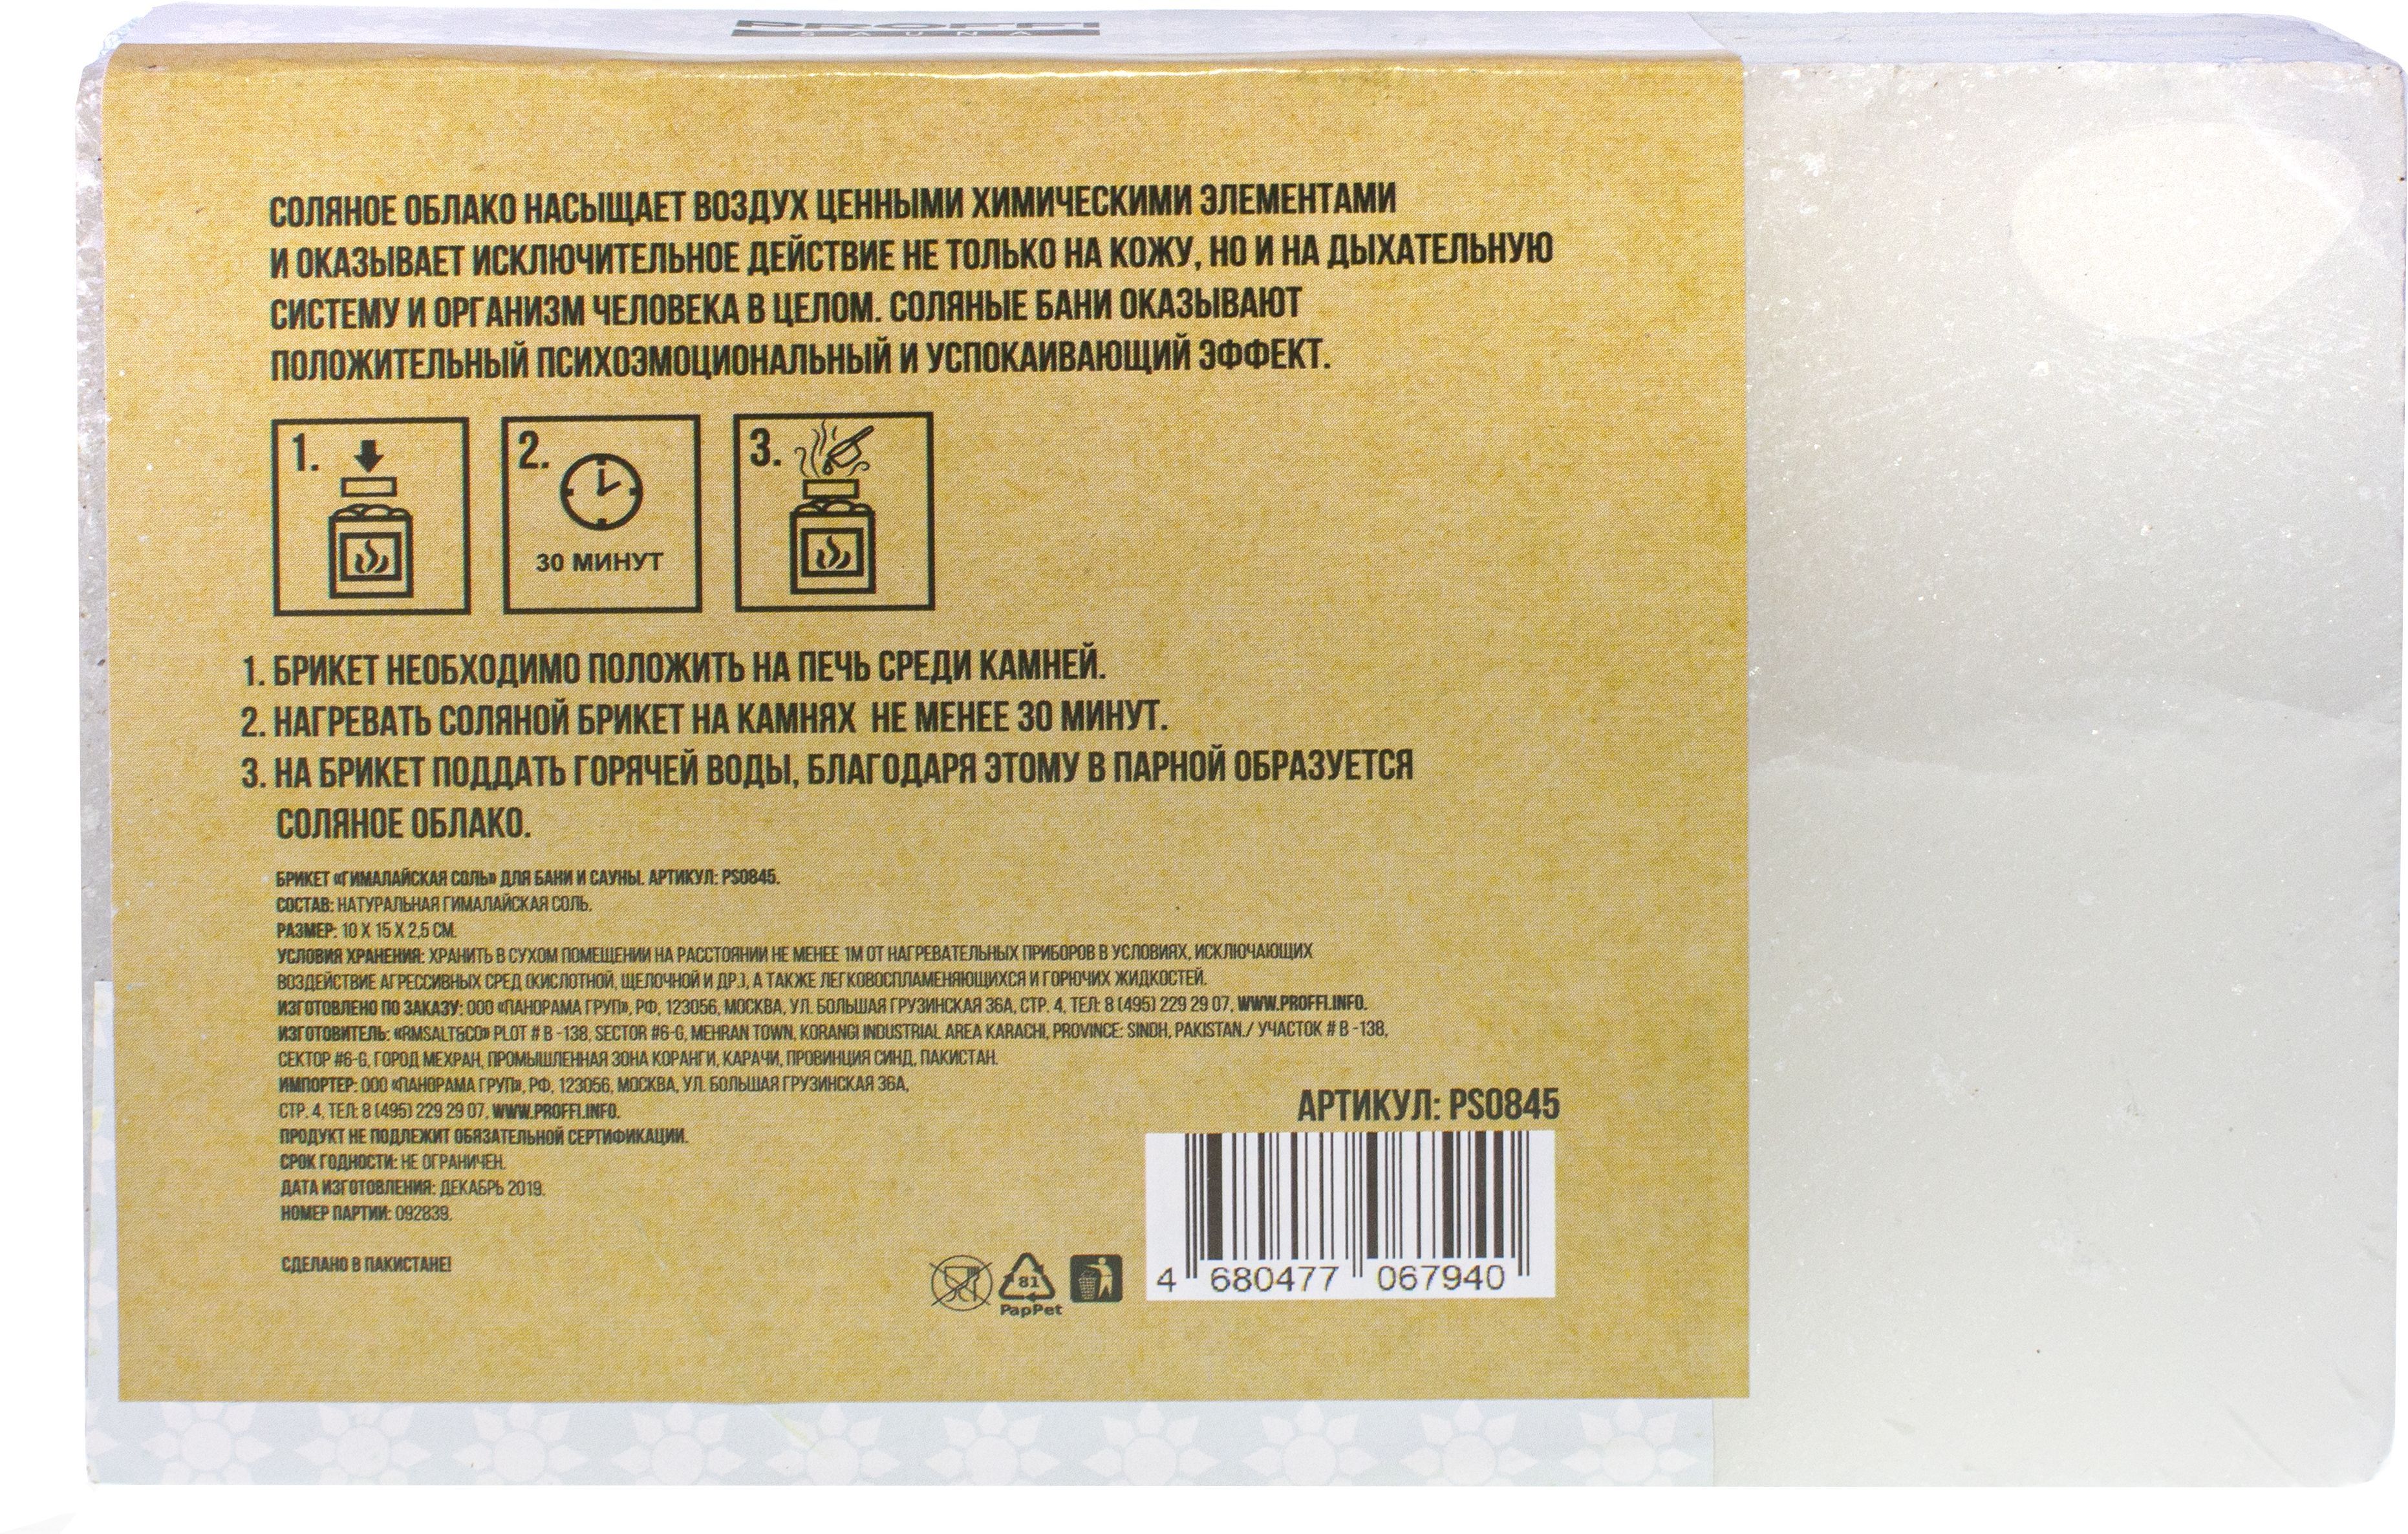 PROFFI
SAUNA
СОЛЯНОЕ ОБЛАКО НАСЫЩАЕТ ВОЗДУХ ЦЕННЫМИ ХИМИЧЕСКИМИ ЭЛЕМЕНТАМИ
И ОКАЗЫВАЕТ ИСКЛЮЧИТЕЛЬНОЕ ДЕЙСТВИЕ НЕ ТОЛЬКО НА КОЖУ, НО И НА ДЫХАТЕЛЬНУЮ
СИСТЕМУ И ОРГАНИЗМ ЧЕЛОВЕКА В ЦЕЛОМ. СОЛЯНЫЕ БАНИ ОКАЗЫВАЮТ
ПОЛОЖИТЕЛЬНЫЙ ПСИХОЭМОЦИОНАЛЬНЫЙ И УСПОКАИВАЮЩИЙ ЭФФЕКТ.
1. 2. 3.
30 МИНУТ
1. БРИКЕТ НЕОБХОДИМО ПОЛОЖИТЬ НА ПЕЧЬ СРЕДИ КАМНЕЙ.
2. НАГРЕВАТЬ СОЛЯНОЙ БРИКЕТ НА КАМНЯХ НЕ МЕНЕЕ 30 МИНУТ.
3. НА БРИКЕТ ПОДДАТЬ ГОРЯЧЕЙ ВОДЫ, БЛАГОДАРЯ ЭТОМУ В ПАРНОЙ ОБРАЗУЕТСЯ
СОЛЯНОЕ ОБЛАКО.
БРИКЕТ «ГИМАЛАЙСКАЯ СОЛЬ» ДЛЯ БАНИ И САУНЫ. АРТИКУЛ: PS0845.
СОСТАВ: НАТУРАЛЬНАЯ ГИМАЛАЙСКАЯ СОЛЬ.
РАЗМЕР: 10 X 15 X 2,5 СМ.
УСЛОВИЯ ХРАНЕНИЯ: ХРАНИТЬ В СУХОМ ПОМЕЩЕНИИ НА РАССТОЯНИИ НЕ МЕНЕЕ 1М ОТ НАГРЕВАТЕЛЬНЫХ ПРИБОРОВ В УСЛОВИЯХ, ИСКЛЮЧАЮЩИХ
ВОЗДЕЙСТВИЕ АГРЕССИВНЫХ СРЕД (КИСЛОТНОЙ, ЩЕЛОЧНОЙ И ДР.), А ТАКЖЕ ЛЕГКОВОСПЛАМЕНЯЮЩИХСЯ И ГОРЮЧИХ ЖИДКОСТЕЙ.
ИЗГОТОВЛЕНО ПО ЗАКАЗУ: ООО «ПАНОРАМА ГРУП», РФ, 123056, МОСКВА, УЛ. БОЛЬШАЯ ГРУЗИНСКАЯ 36А, СТР. 4, ТЕЛ: 8 (495) 229 29 07, WWW.PROFFI.INFO.
ИЗГОТОВИТЕЛЬ: «RMSALT&CO» PLOT # B -138, SECTOR #6-G, MEHRAN TOWN, KORANGI INDUSTRIAL AREA KARACHI, PROVINCE: SINDH, PAKISTAN./ УЧАСТОК # B -138,
СЕКТОР #6-G, ГОРОД МЕХРАН, ПРОМЫШЛЕННАЯ ЗОНА КОРАНГИ, КАРАЧИ, ПРОВИНЦИЯ СИНД, ПАКИСТАН.
ИМПОРТЕР: ООО «ПАНОРАМА ГРУП», РФ, 123056, МОСКВА, УЛ. БОЛЬШАЯ ГРУЗИНСКАЯ 36А,
СТР. 4, ТЕЛ: 8 (495) 229 29 07, WWW.PROFFI.INFO.
ПРОДУКТ НЕ ПОДЛЕЖИТ ОБЯЗАТЕЛЬНОЙ СЕРТИФИКАЦИИ.
СРОК ГОДНОСТИ: НЕ ОГРАНИЧЕН.
ДАТА ИЗГОТОВЛЕНИЯ: ДЕКАБРЬ 2019.
НОМЕР ПАРТИИ: 092839.
СДЕЛАНО В ПАКИСТАНЕ!
81
PapPet
АРТИКУЛ: PS0845
4 680477 067940